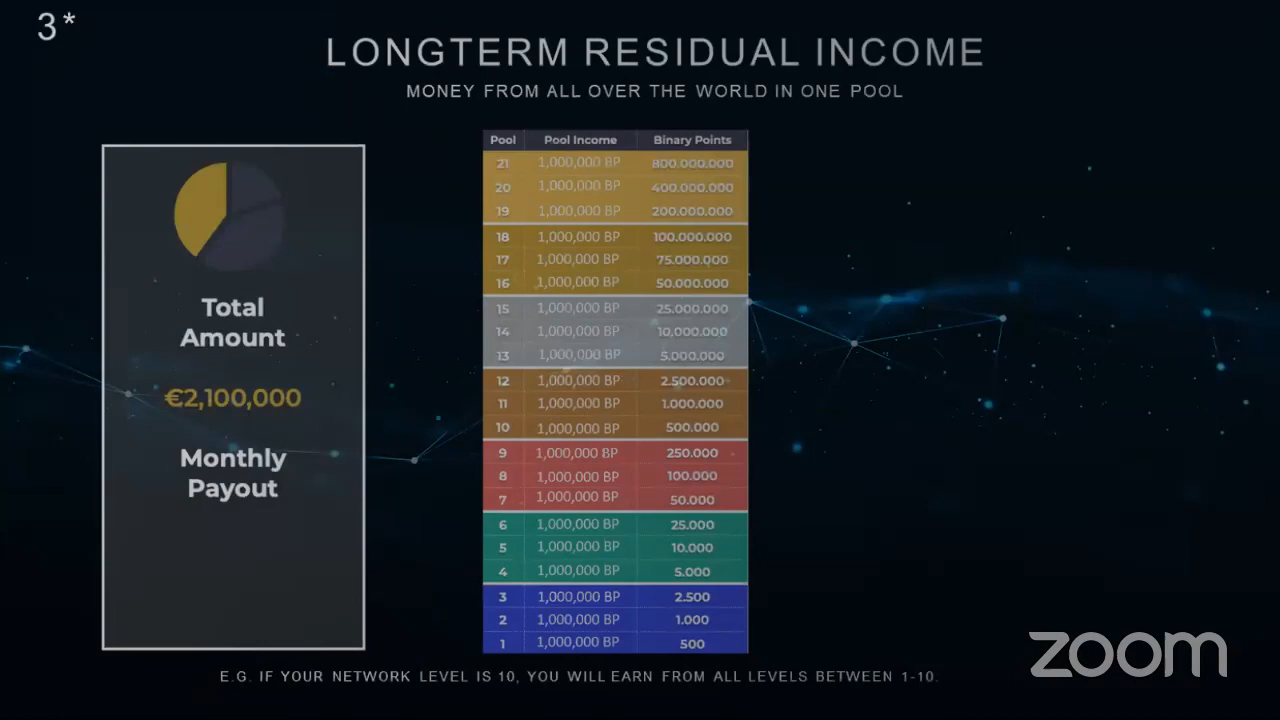 3*
LONGTERM RESIDUAL INCOME
MONEY FROM ALL OVER THE WORLD IN ONE POOL
Total
Amount
€2,100,000
Monthly
Payout
Pool Pool Income Binary Points
21 1,000,000 BP 800.000.000
20 1,000,000 BP 400.000.000
19 1,000,000 BP 200.000.000
18 1,000,000 BP 100.000.000
17 1,000,000 BP 75.000.000
16 1,000,000 BP 50.000.000
15 1,000,000 BP 25.000.000
14 1,000,000 BP 10,000.000
13 1,000,000 BP 5.000.000
12 1,000,000 BP 2.500.000
11 1,000,000 BP 1.000.000
10 1,000,000 BP 500.000
9 1,000,000 BP 250.000
8 1,000,000 BP 100.000
7 1,000,000 BP 50.000
6 1,000,000 BP 25.000
5 1,000,000 BP 10.000
4 1,000,000 BP 5.000
3 1,000,000 BP 2.500
2 1,000,000 BP 1.000
1 1,000,000 BP 500
E.G. IF YOUR NETWORK LEVEL IS 10, YOU WILL EARN FROM ALL LEVELS BETWEEN 1-10.
zoom